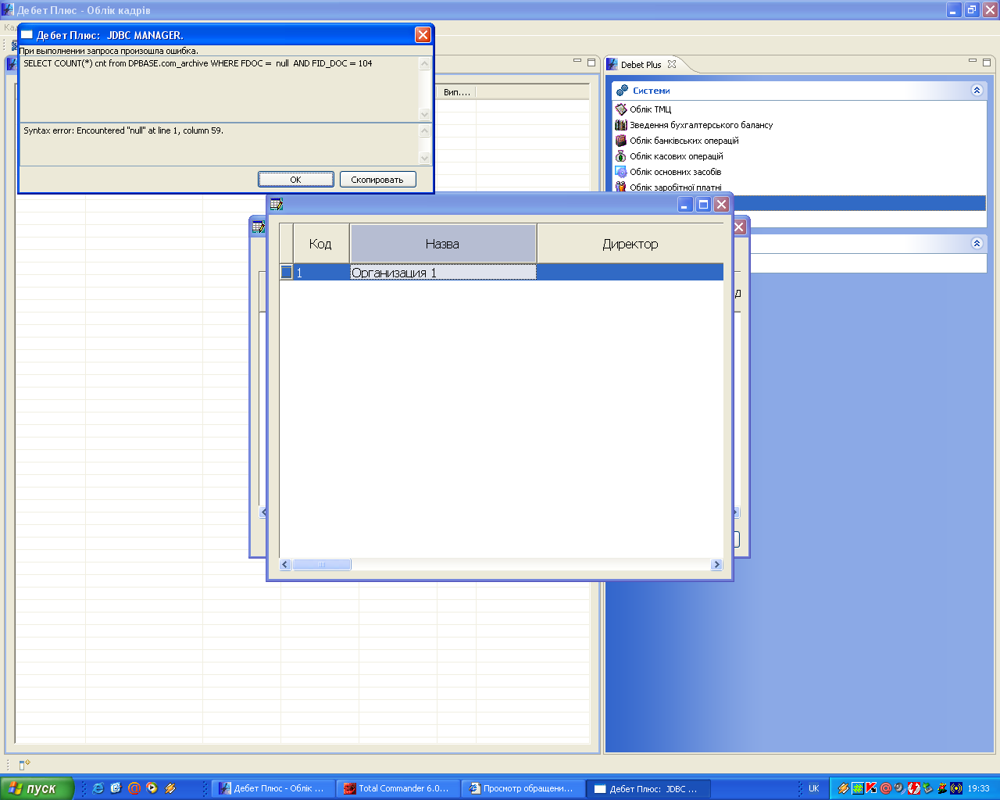 Дебет Плюс - Облік кадрів
Дебет Плюс: JDBC MANAGER.
При выполнении запроса произошла ошибка.
SELECT COUNT(*) cnt from DPBASE.com_archive WHERE FDOC = null AND FID_DOC = 104
Syntax error: Encountered "null" at line 1, column 59.
OK
Скопировать
Вип....
Debet Plus
Системи
Облік ТМЦ
Зведення бухгалтерського балансу
Облік банківських операцій
Облік касових операцій
Облік основних засобів
Облік заробітної платні
Код
Назва
Директор
1
Организация 1
пуск
Дебет Плюс - Облік ...
Total Commander 6.0...
Просмотр обращени...
Дебет Плюс: JDBC ...
UK
19:33